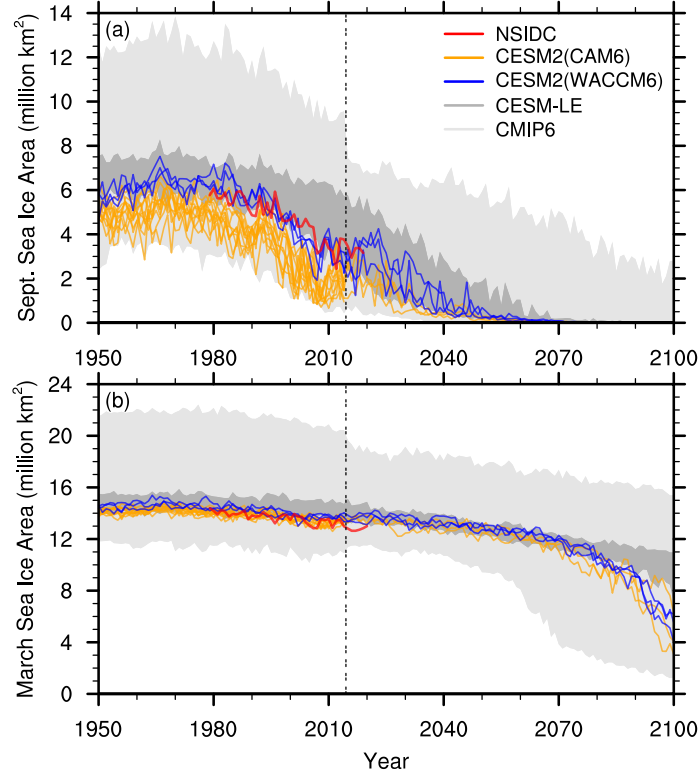 (a)
Sept. Sea Ice Area (million km²)
14
12
10
8
6
4
2
0
NSIDC
CESM2(CAM6)
CESM2(WACCM6)
CESM-LE
CMIP6
1950 1980 2010 2040 2070 2100
(b)
March Sea Ice Area (million km²)
24
20
16
12
8
4
0
1950 1980 2010 2040 2070 2100
Year